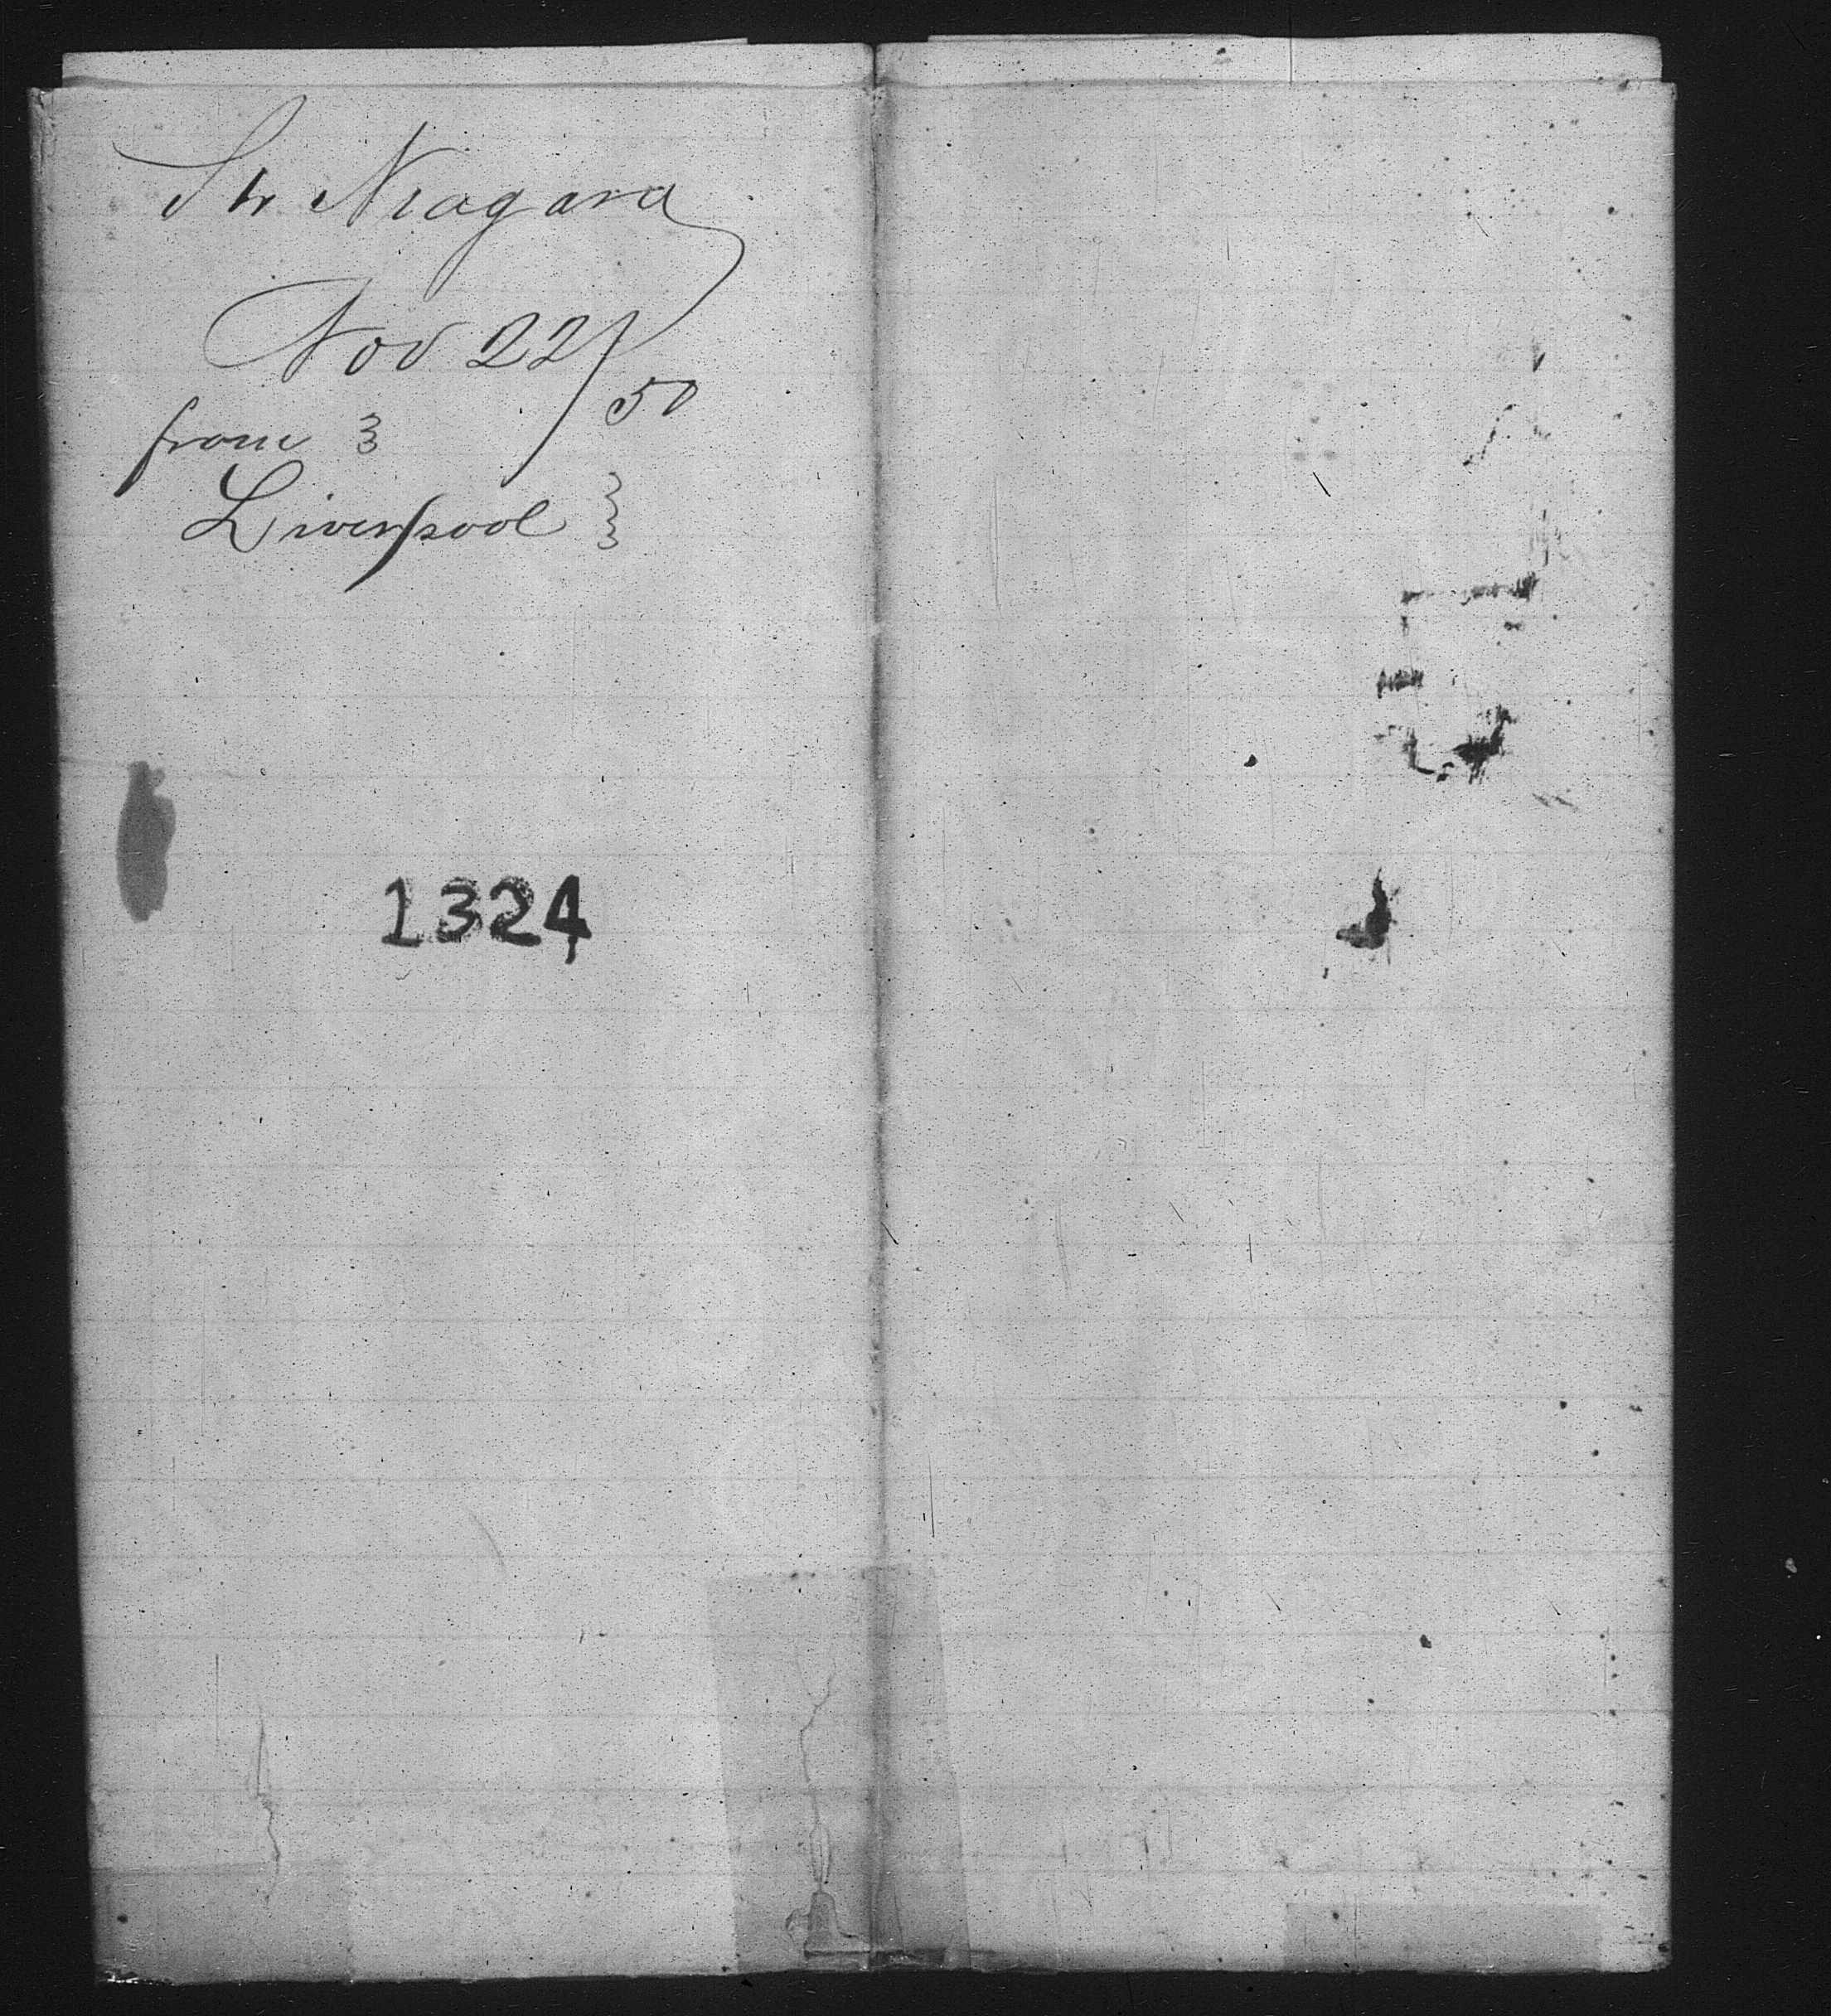 Str Niagara
Nov 22/50
from
Liverpool
1324